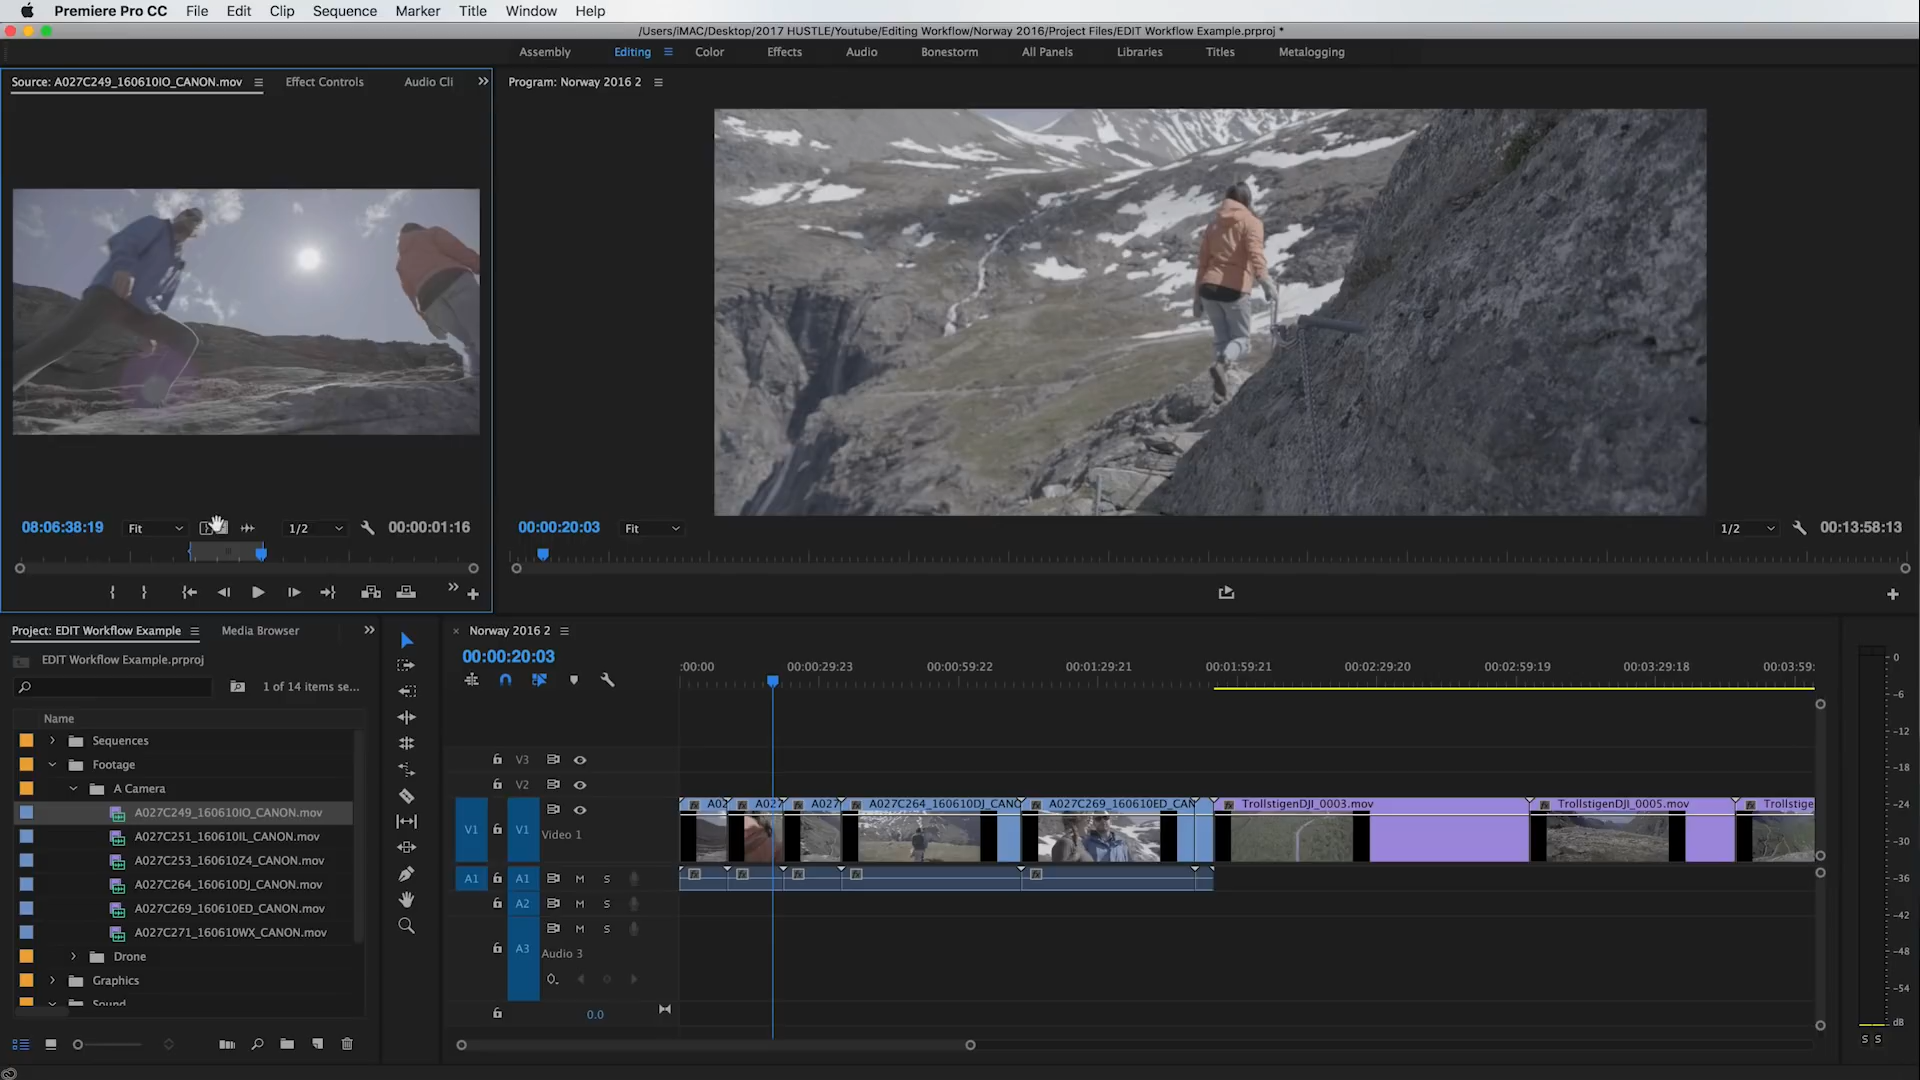 Premiere Pro CC File Edit Clip Sequence Marker Title Window Help
/Users/iMAC/Desktop/2017 HUSTLE/Youtube/Editing Workflow/Norway 2016/Project Files/EDIT Workflow Example.prproj *
Assembly Editing Color Effects Audio Bonestorm All Panels Libraries Titles Metalogging
Source: A027C249_160610IO_CANON.mov Effect Controls Audio Cli
Program: Norway 2016 2
08:06:38:19 Fit 1/2 00:00:01:16
00:00:20:03 Fit 1/2 00:13:58:13
Project: EDIT Workflow Example Media Browser
EDIT Workflow Example.prproj
1 of 14 items se...
Name
Sequences
Footage
A Camera
A027C249_160610IO_CANON.mov
A027C251_160610IL_CANON.mov
A027C253_160610Z4_CANON.mov
A027C264_160610DJ_CANON.mov
A027C269_160610ED_CANON.mov
A027C271_160610WX_CANON.mov
Drone
Graphics
Sound
Norway 2016 2
00:00:20:03
:00:00 00:00:29:23 00:00:59:22 00:01:29:21 00:01:59:21 00:02:29:20 00:02:59:19 00:03:29:18 00:03:59:
V3
V2
V1 V1 Video 1
A02 A027 A027 A027C264_160610DJ_CANO A027C269_160610ED_CAN TrollstigenDJI_0003.mov TrollstigenDJI_0005.mov Trollstige
A1 A1 M S
A2 M S
A3 M S
Audio 3
0.0
0
-6
-12
-18
-24
-30
-36
-42
-48
-54
dB
S S